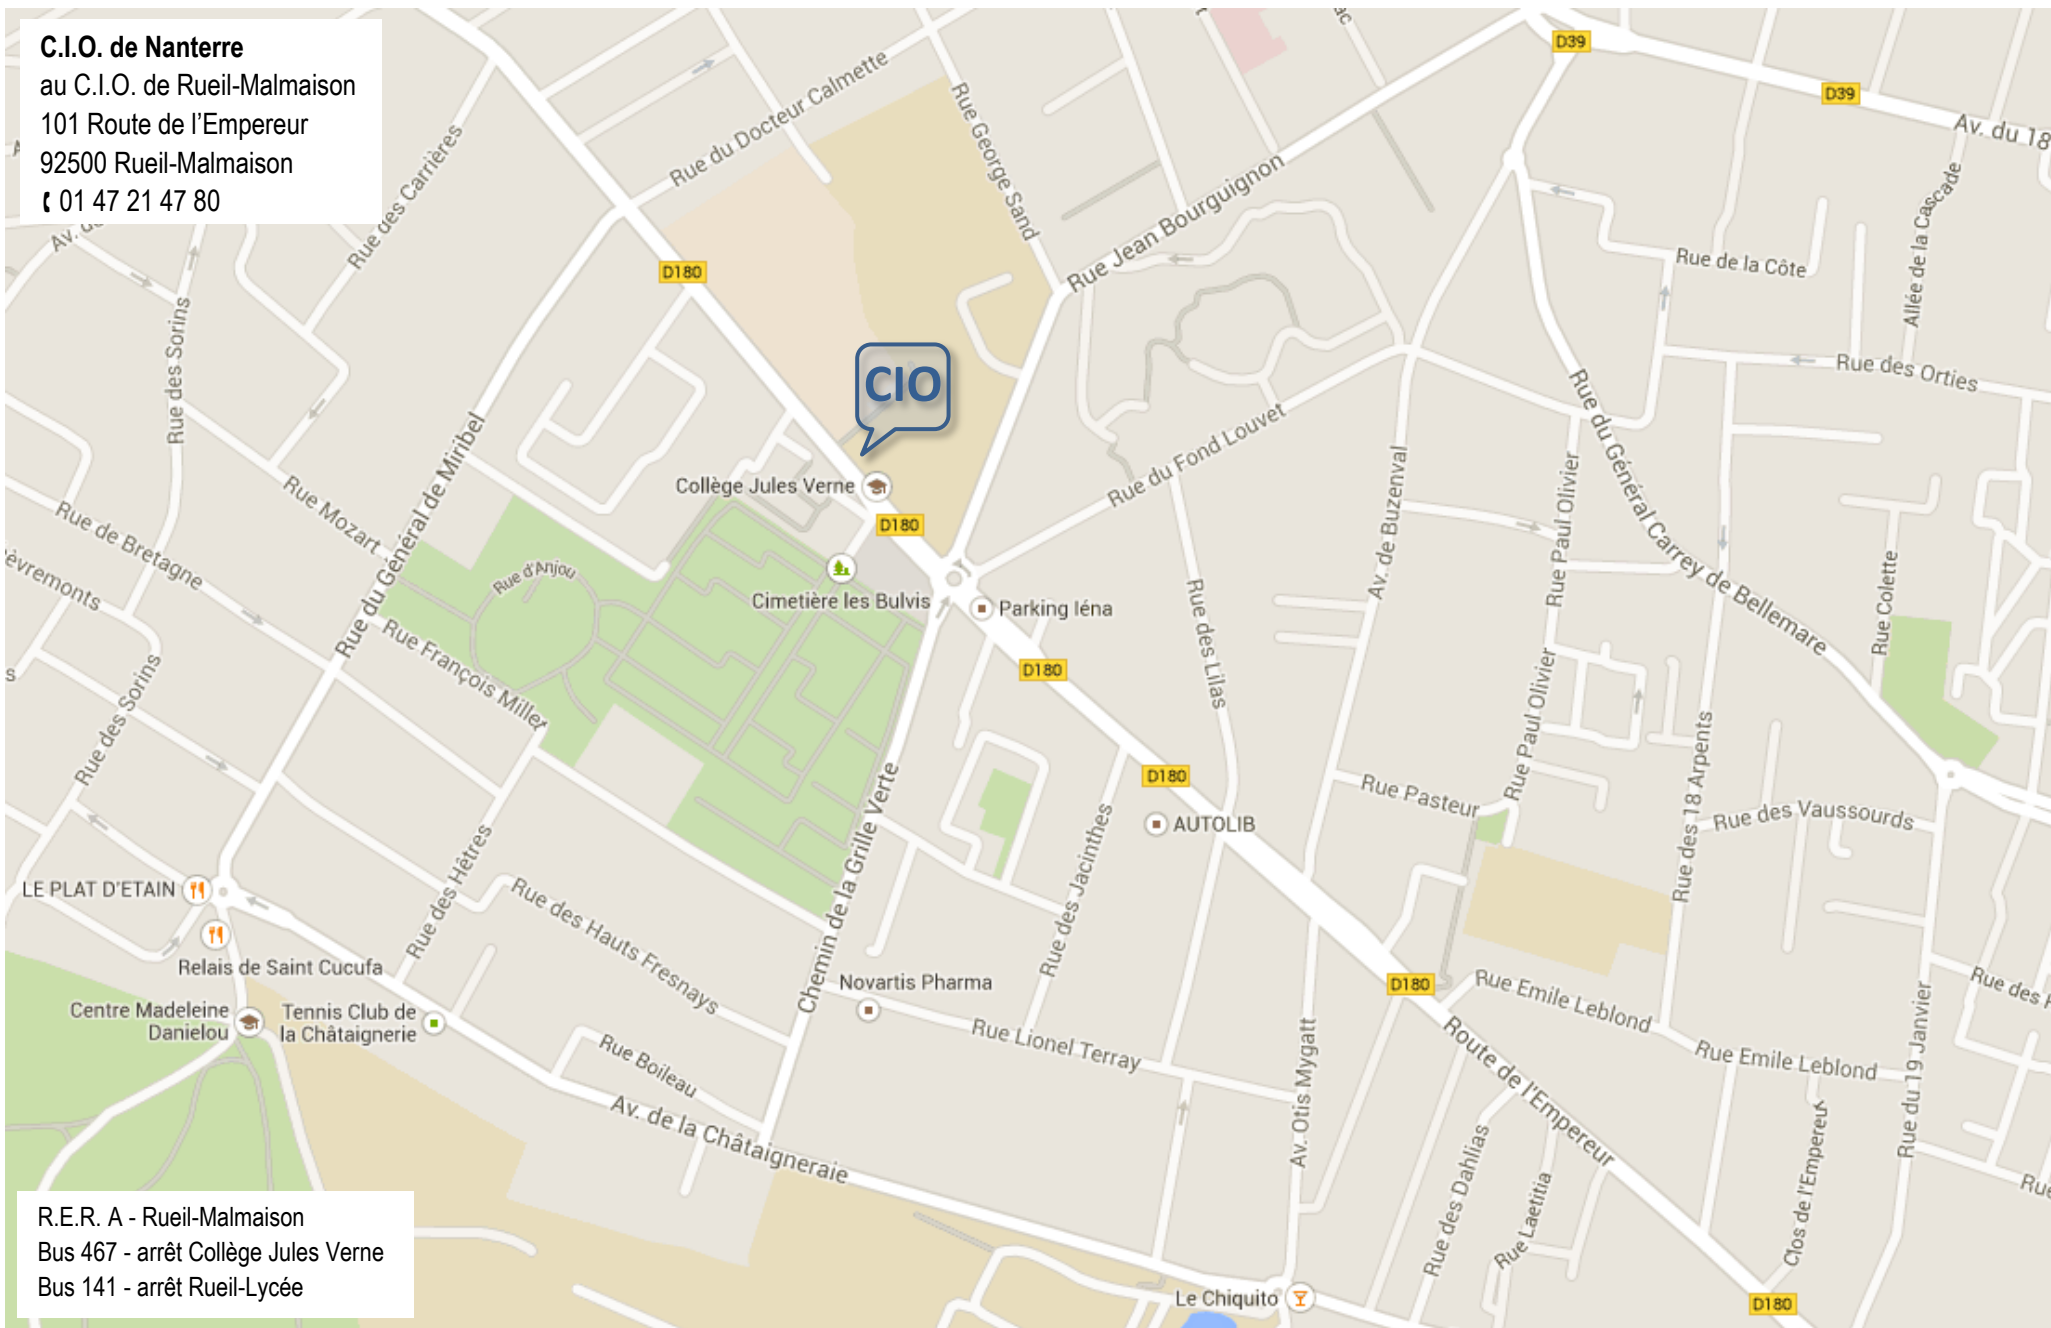 C.I.O. de Nanterre
au C.I.O. de Rueil-Malmaison
101 Route de l'Empereur
92500 Rueil-Malmaison
01 47 21 47 80
D39
D39
Av. du 18
Rue du Docteur Calmette
Rue George Sand
Rue Jean Bourguignon
Rue des Carrières
Rue de la Côte
Allée de la Cascade
D180
Rue des Sorins
Rue des Orties
CIO
Rue du Général de Miribel
Rue du Fond Louvet
Rue du Général Carrey de Bellemare
Collège Jules Verne
Rue Mozart
Av. de Buzenval
Rue Paul Olivier
D180
Rue de Bretagne
Rue d'Anjou
Cimetière les Bulvis
Parking Iéna
Rue des Lilas
Rue Colette
èvremonts
Rue François Millet
D180
Rue des Sorins
Rue Paul Olivier
Rue des 18 Arpents
D180
Rue Pasteur
Rue des Vaussourds
AUTOLIB
Chemin de la Grille Verte
Rue des Jacinthes
Rue des Hêtres
LE PLAT D'ETAIN
Rue des Hauts Fresnays
Relais de Saint Cucufa
Novartis Pharma
D180
Rue Emile Leblond
Rue des
Centre Madeleine
Danielou
Tennis Club de
la Châtaignerie
Rue Lionel Terray
Rue Boileau
Route de l'Empereur
Rue Emile Leblond
Rue du 19 Janvier
Av. de la Châtaigneraie
Av. Otis Mygatt
Rue des Dahlias
Rue Laetitia
Clos de l'Empereur
Rue
R.E.R. A - Rueil-Malmaison
Bus 467 - arrêt Collège Jules Verne
Bus 141 - arrêt Rueil-Lycée
Le Chiquito
D180